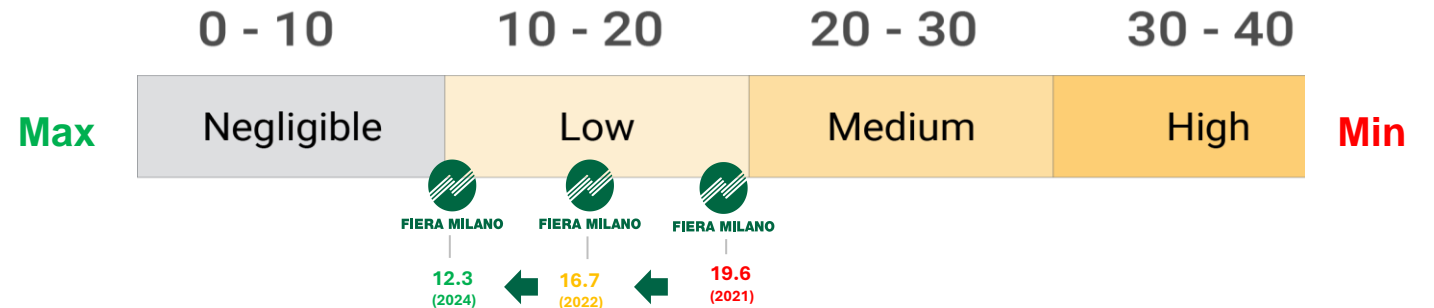 0 - 10 10 - 20 20 - 30 30 - 40
Max Negligible Low Medium High Min
FIERA MILANO FIERA MILANO FIERA MILANO
12.3 16.7 19.6
(2024) (2022) (2021)